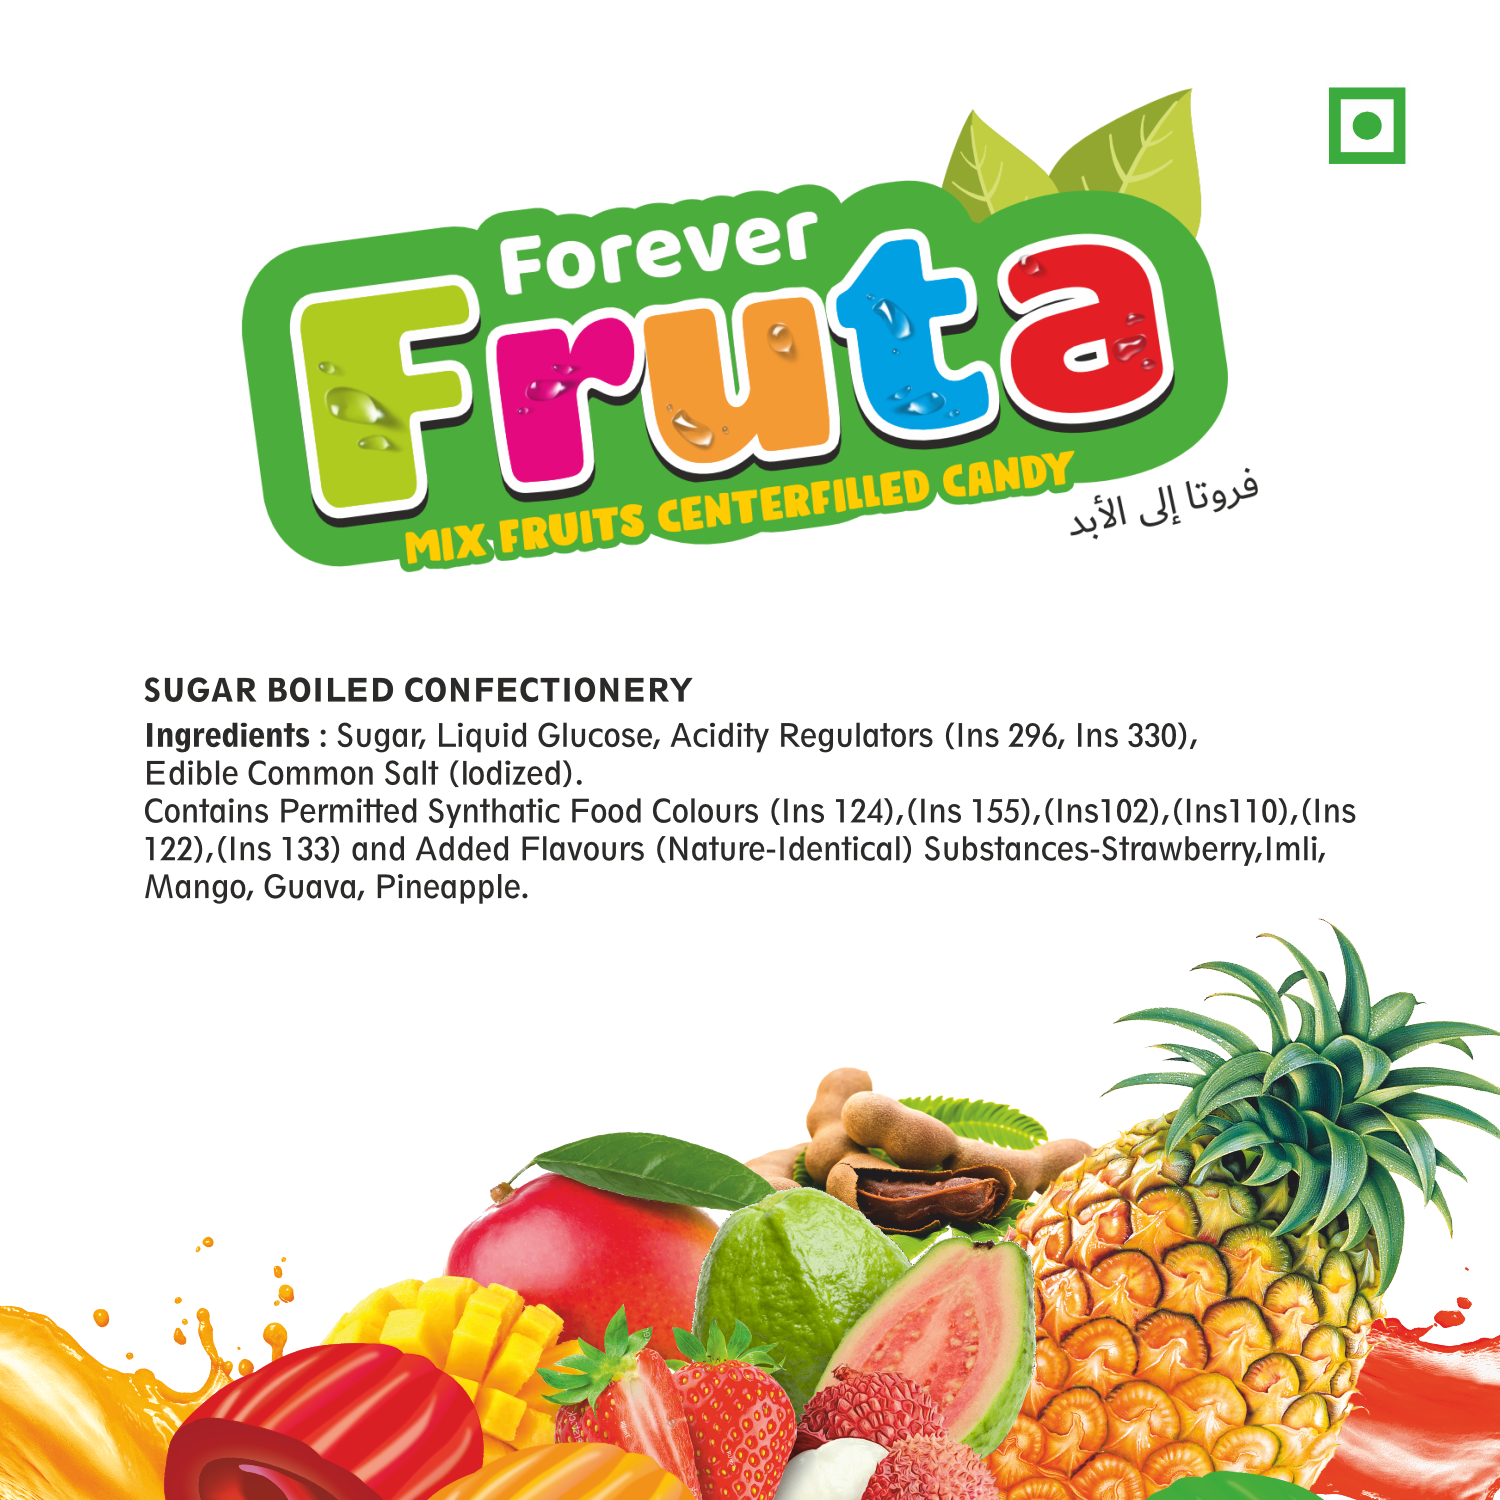 Forever
Fruta
MIX FRUITS CENTERFILLED CANDY
فروتا إلى الأبد
SUGAR BOILED CONFECTIONERY
Ingredients : Sugar, Liquid Glucose, Acidity Regulators (Ins 296, Ins 330),
Edible Common Salt (Iodized).
Contains Permitted Synthatic Food Colours (Ins 124),(Ins 155),(Ins102),(Ins110),(Ins
122),(Ins 133) and Added Flavours (Nature-Identical) Substances-Strawberry,Imli,
Mango, Guava, Pineapple.